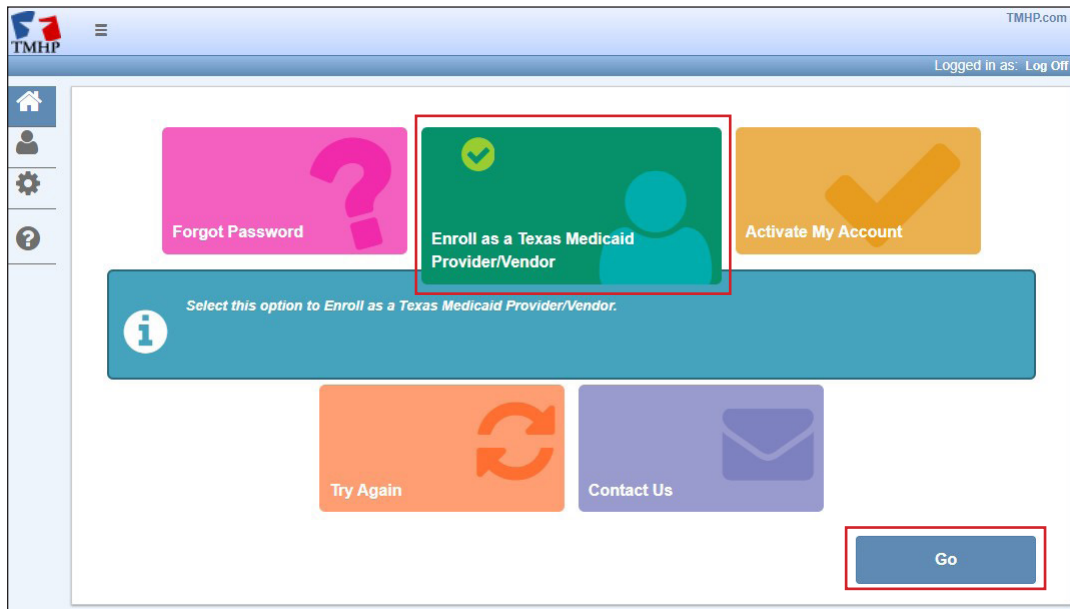 TMHP
TMHP.com
Logged in as: Log Off
Forgot Password
Enroll as a Texas Medicaid
Provider/Vendor
Activate My Account
Select this option to Enroll as a Texas Medicaid Provider/Vendor.
Try Again
Contact Us
Go